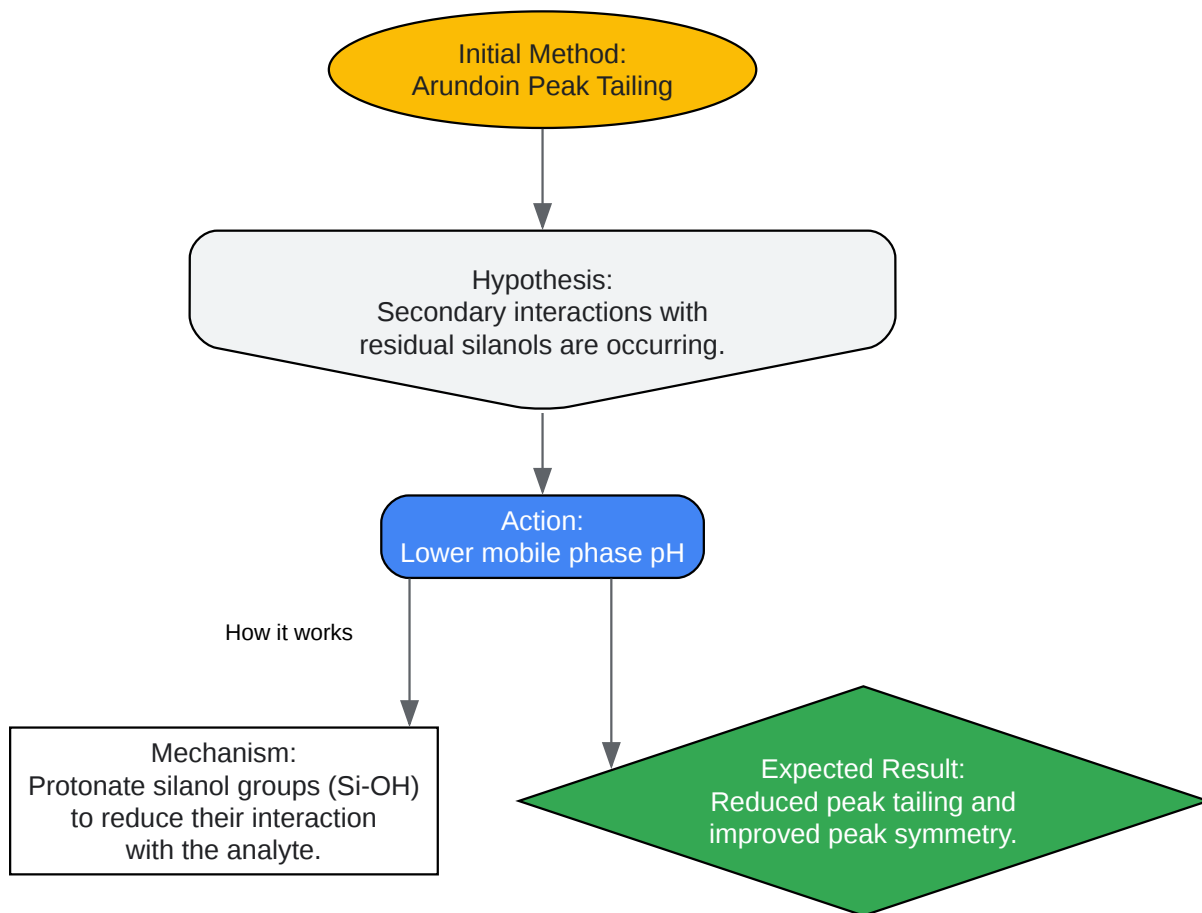 Initial Method:
Arundoin Peak Tailing
Hypothesis:
Secondary interactions with
residual silanols are occurring.
Action:
Lower mobile phase pH
How it works
Mechanism:
Protonate silanol groups (Si-OH)
to reduce their interaction
with the analyte.
Expected Result:
Reduced peak tailing and
improved peak symmetry.